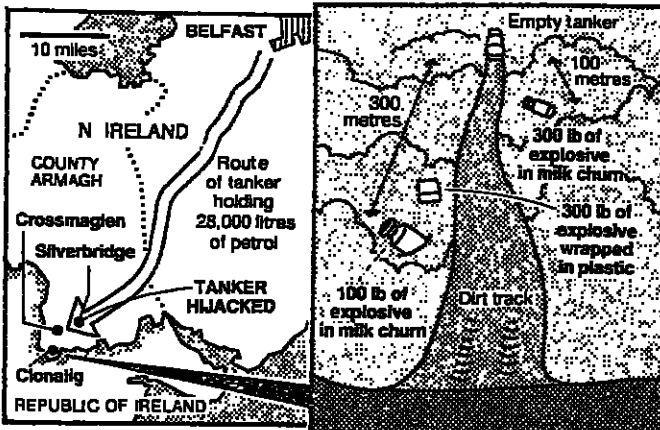 BELFAST
10 miles
N IRELAND
COUNTY
ARMAGH
Route
of tanker
holding
28,000 litres
of petrol
Crossmaglen
Silverbridge
TANKER
HIJACKED
Clonalig
REPUBLIC OF IRELAND
Empty tanker
100
metres
300
metres
300 lb of
explosive
in milk churn
300 lb of
explosive
wrapped
in plastic
100 lb of
explosive
in milk churn
Dirt track